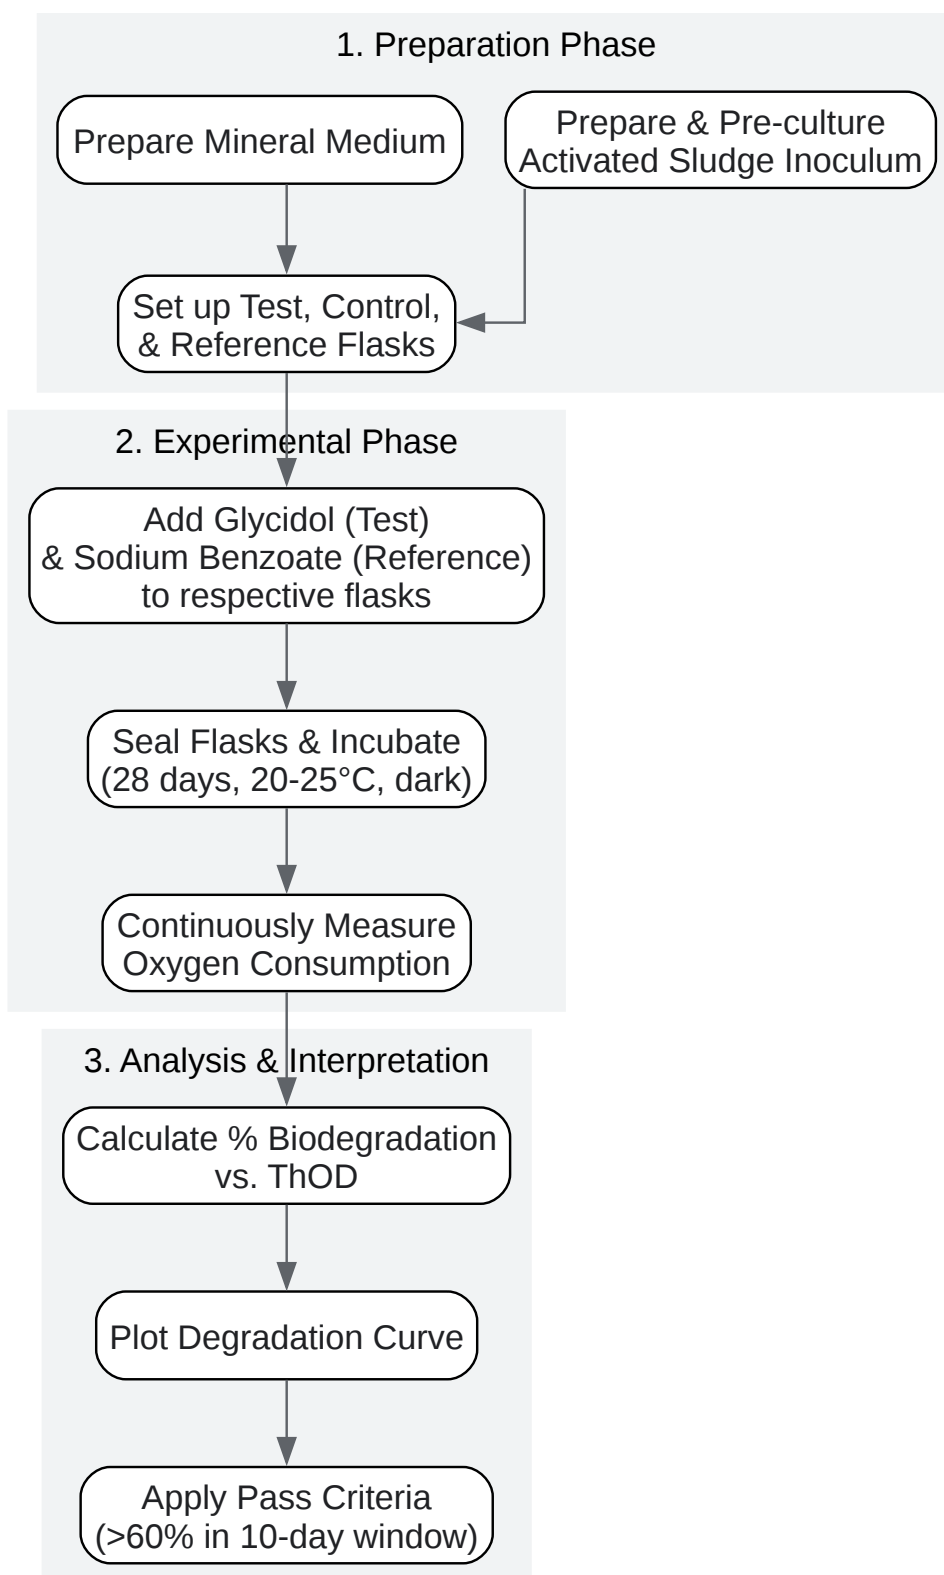 1. Preparation Phase
Prepare Mineral Medium
Prepare & Pre-culture
Activated Sludge Inoculum
Set up Test, Control,
& Reference Flasks
2. Experimental Phase
Add Glycidol (Test)
& Sodium Benzoate (Reference)
to respective flasks
Seal Flasks & Incubate
(28 days, 20-25°C, dark)
Continuously Measure
Oxygen Consumption
3. Analysis & Interpretation
Calculate % Biodegradation
vs. ThOD
Plot Degradation Curve
Apply Pass Criteria
(>60% in 10-day window)